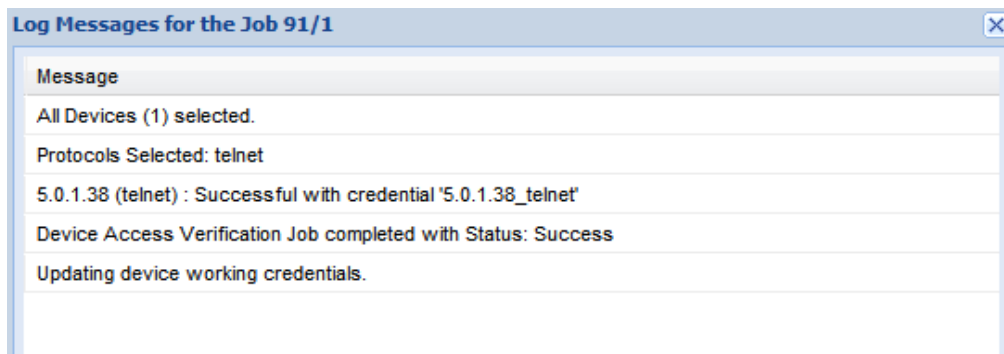 Log Messages for the Job 91/1
Message
All Devices (1) selected.
Protocols Selected: telnet
5.0.1.38 (telnet) : Successful with credential '5.0.1.38_telnet'
Device Access Verification Job completed with Status: Success
Updating device working credentials.